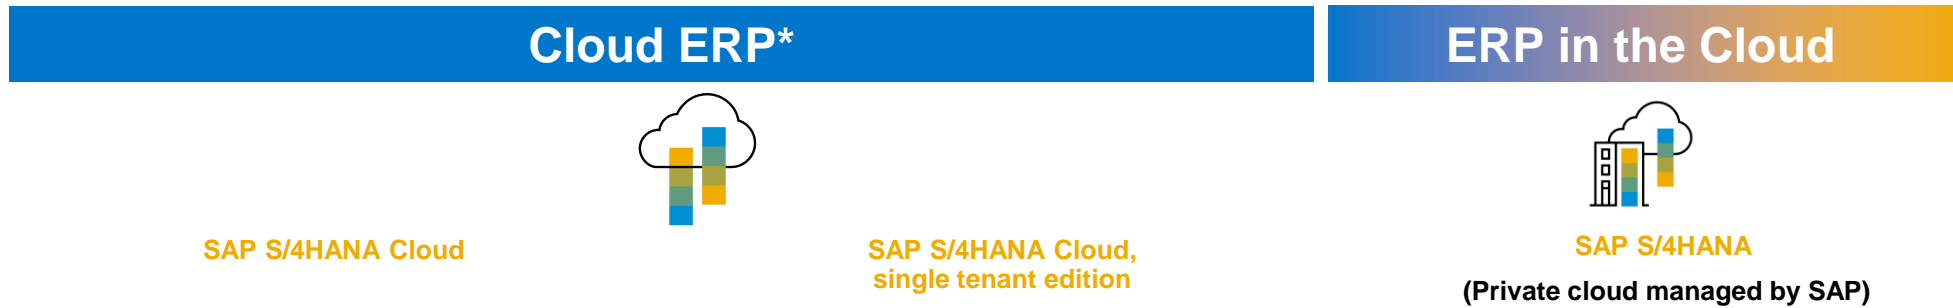 Cloud ERP*
ERP in the Cloud
SAP S/4HANA Cloud
SAP S/4HANA Cloud,
single tenant edition
SAP S/4HANA
(Private cloud managed by SAP)